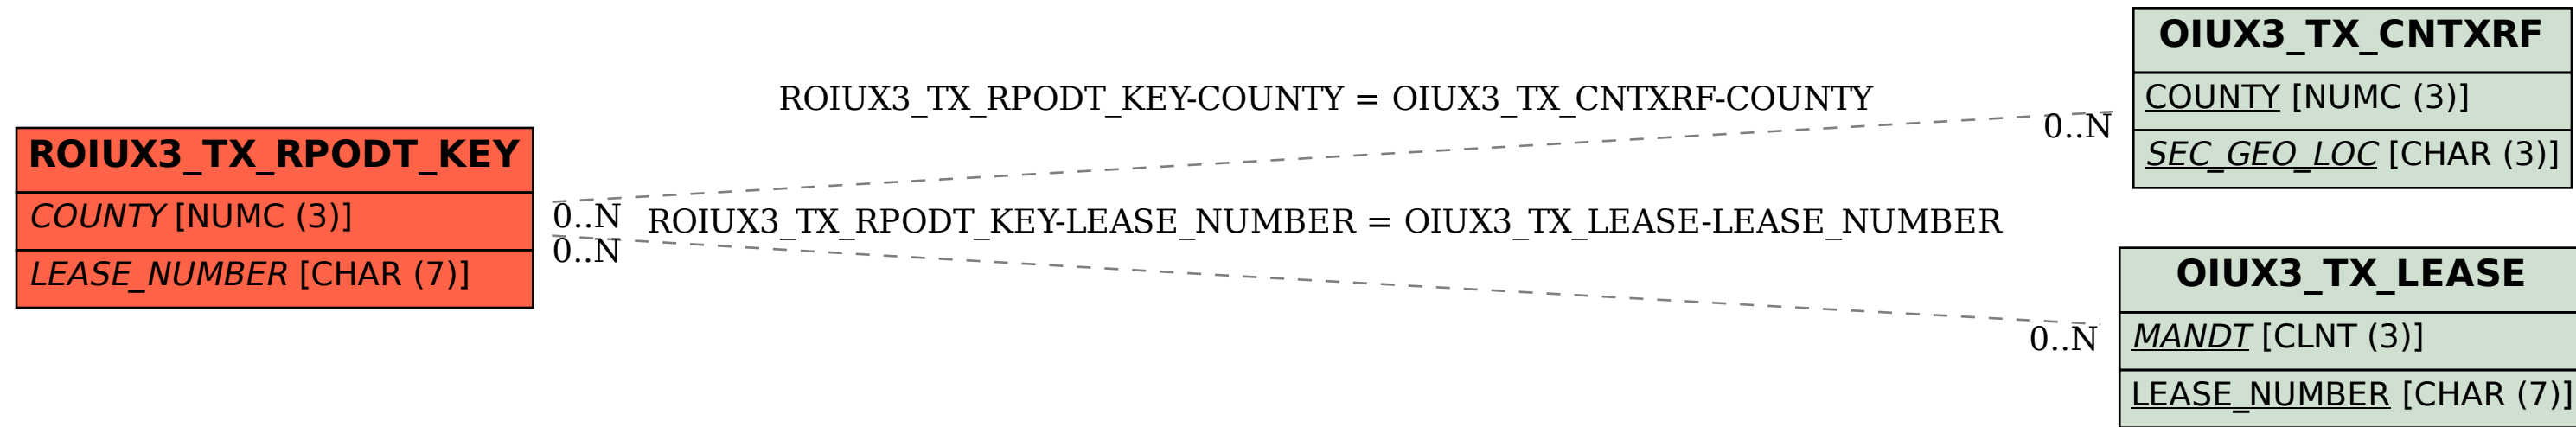 ROIUX3_TX_RPODT_KEY
COUNTY [NUMC (3)]
LEASE_NUMBER [CHAR (7)]
ROIUX3_TX_RPODT_KEY-COUNTY = OIUX3_TX_CNTXRF-COUNTY
0..N
0..N
ROIUX3_TX_RPODT_KEY-LEASE_NUMBER = OIUX3_TX_LEASE-LEASE_NUMBER
0..N
0..N
OIUX3_TX_CNTXRF
COUNTY [NUMC (3)]
SEC_GEO_LOC [CHAR (3)]
OIUX3_TX_LEASE
MANDT [CLNT (3)]
LEASE_NUMBER [CHAR (7)]